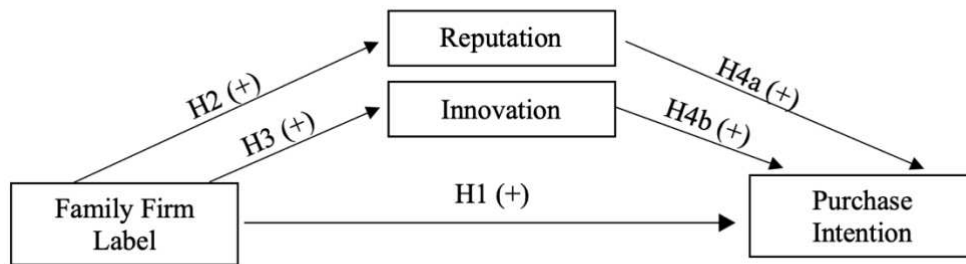 Reputation
H2 (+)
H4a (+)
Innovation
H3 (+)
H4b (+)
Family Firm
Label
H1 (+)
Purchase
Intention